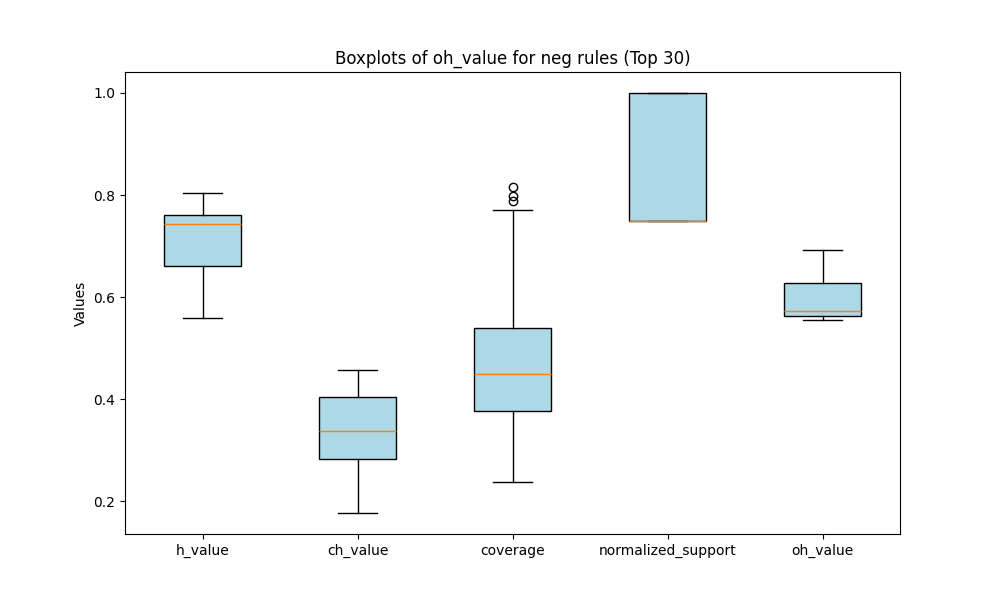 Boxplots of oh_value for neg rules (Top 30)
1.0
0.8
0.6
0.4
0.2
Values
h_value
ch_value
coverage
normalized_support
oh_value